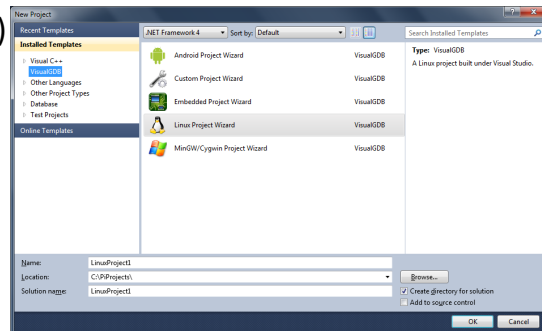 )
New Project
Recent Templates
.NET Framework 4 Sort by: Default
Search Installed Templates
Installed Templates
Visual C++
VisualGDB
Other Languages
Other Project Types
Database
Test Projects
Online Templates
Android Project Wizard VisualGDB
Custom Project Wizard VisualGDB
Embedded Project Wizard VisualGDB
Linux Project Wizard VisualGDB
MinGW/Cygwin Project Wizard VisualGDB
Type: VisualGDB
A Linux project built under Visual Studio.
Name: LinuxProject1
Location: C:\PiProjects\
Browse...
Solution name: LinuxProject1
Create directory for solution
Add to source control
OK Cancel